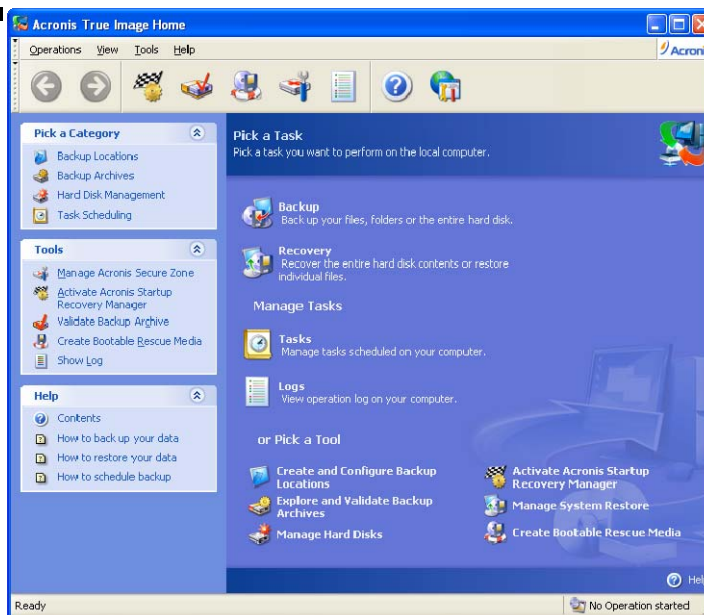 Acronis True Image Home
Operations View Tools Help
Acroni
Pick a Category
Backup Locations
Backup Archives
Hard Disk Management
Task Scheduling
Tools
Manage Acronis Secure Zone
Activate Acronis Startup
Recovery Manager
Validate Backup Archive
Create Bootable Rescue Media
Show Log
Help
Contents
How to back up your data
How to restore your data
How to schedule backup
Pick a Task
Pick a task you want to perform on the local computer.
Backup
Back up your files, folders or the entire hard disk.
Recovery
Recover the entire hard disk contents or restore
individual files.
Manage Tasks
Tasks
Manage tasks scheduled on your computer.
Logs
View operation log on your computer.
or Pick a Tool
Create and Configure Backup
Locations
Explore and Validate Backup
Archives
Manage Hard Disks
Activate Acronis Startup
Recovery Manager
Manage System Restore
Create Bootable Rescue Media
Help
Ready
No Operation started